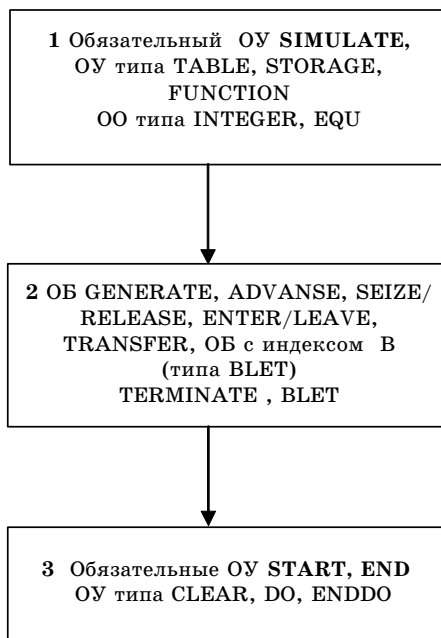 1 Обязательный ОУ SIMULATE,
ОУ типа TABLE, STORAGE,
FUNCTION
ОО типа INTEGER, EQU
2 ОБ GENERATE, ADVANSE, SEIZE/
RELEASE, ENTER/LEAVE,
TRANSFER, ОБ с индексом В
(типа BLET)
TERMINATE , BLET
3 Обязательные ОУ START, END
ОУ типа CLEAR, DO, ENDDO